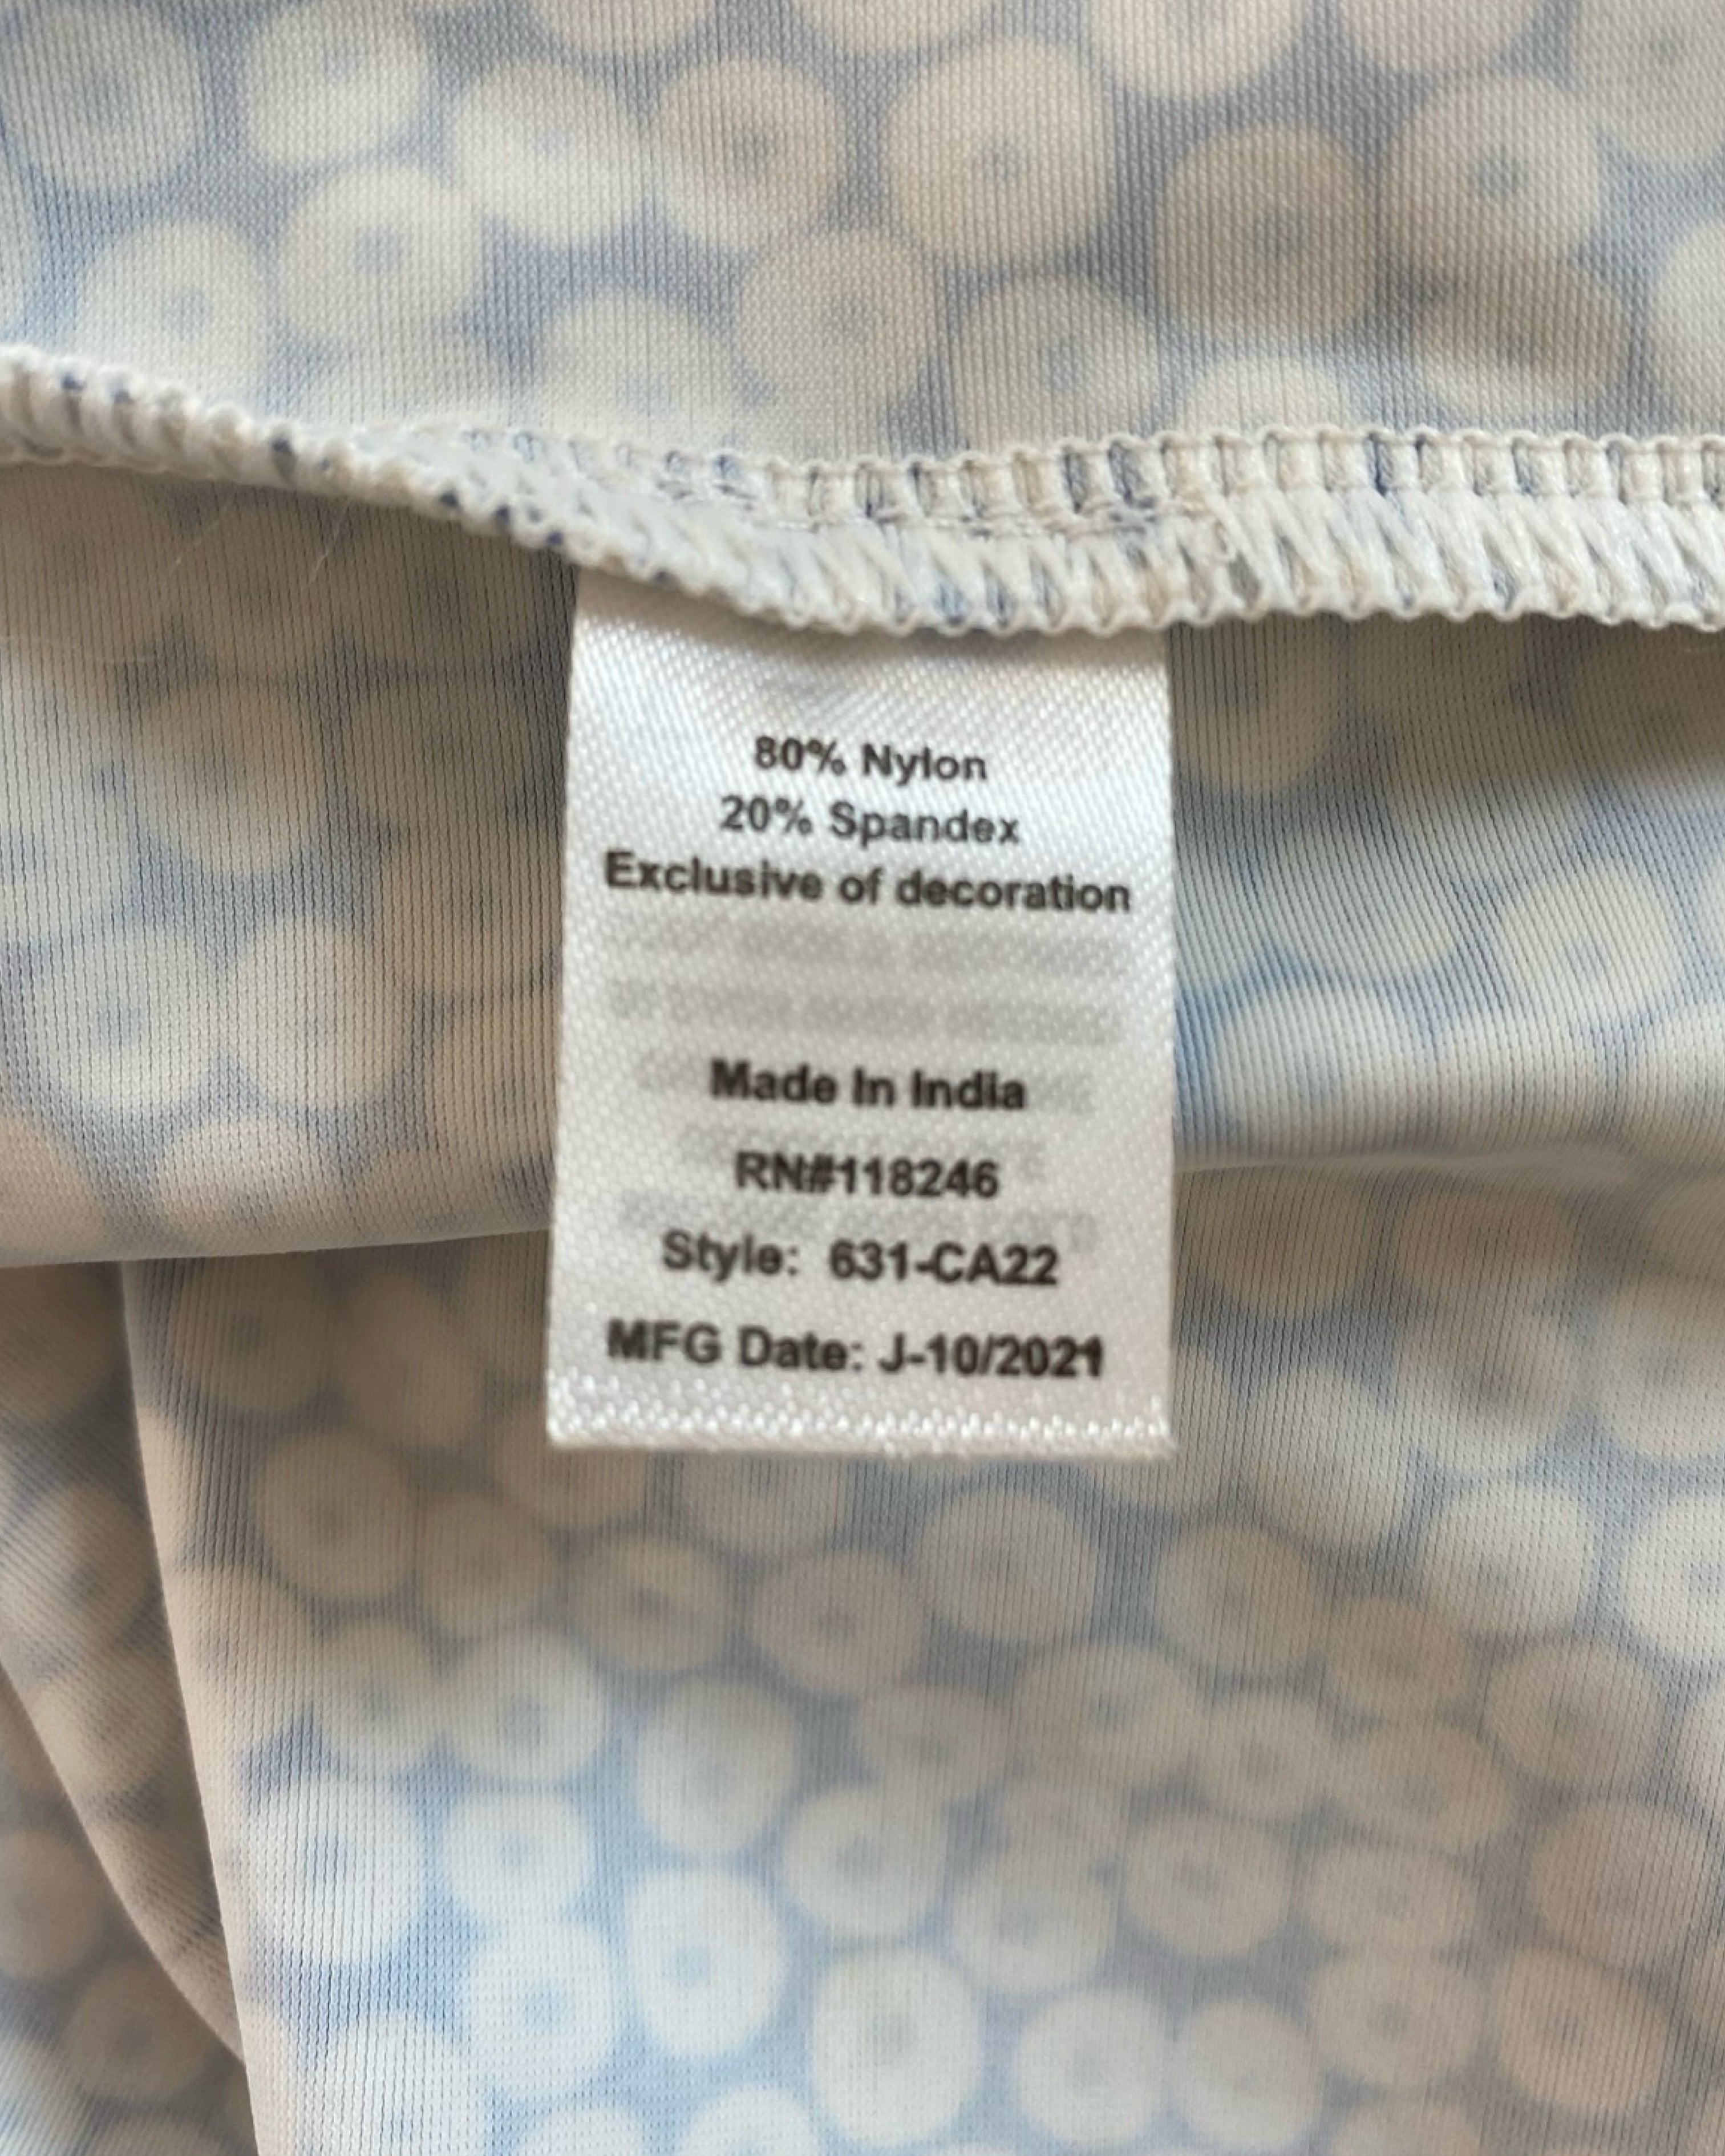 80% Nylon
20% Spandex
Exclusive of decoration
Made In India
RN#118246
Style: 631-CA22
MFG Date: J-10/2021